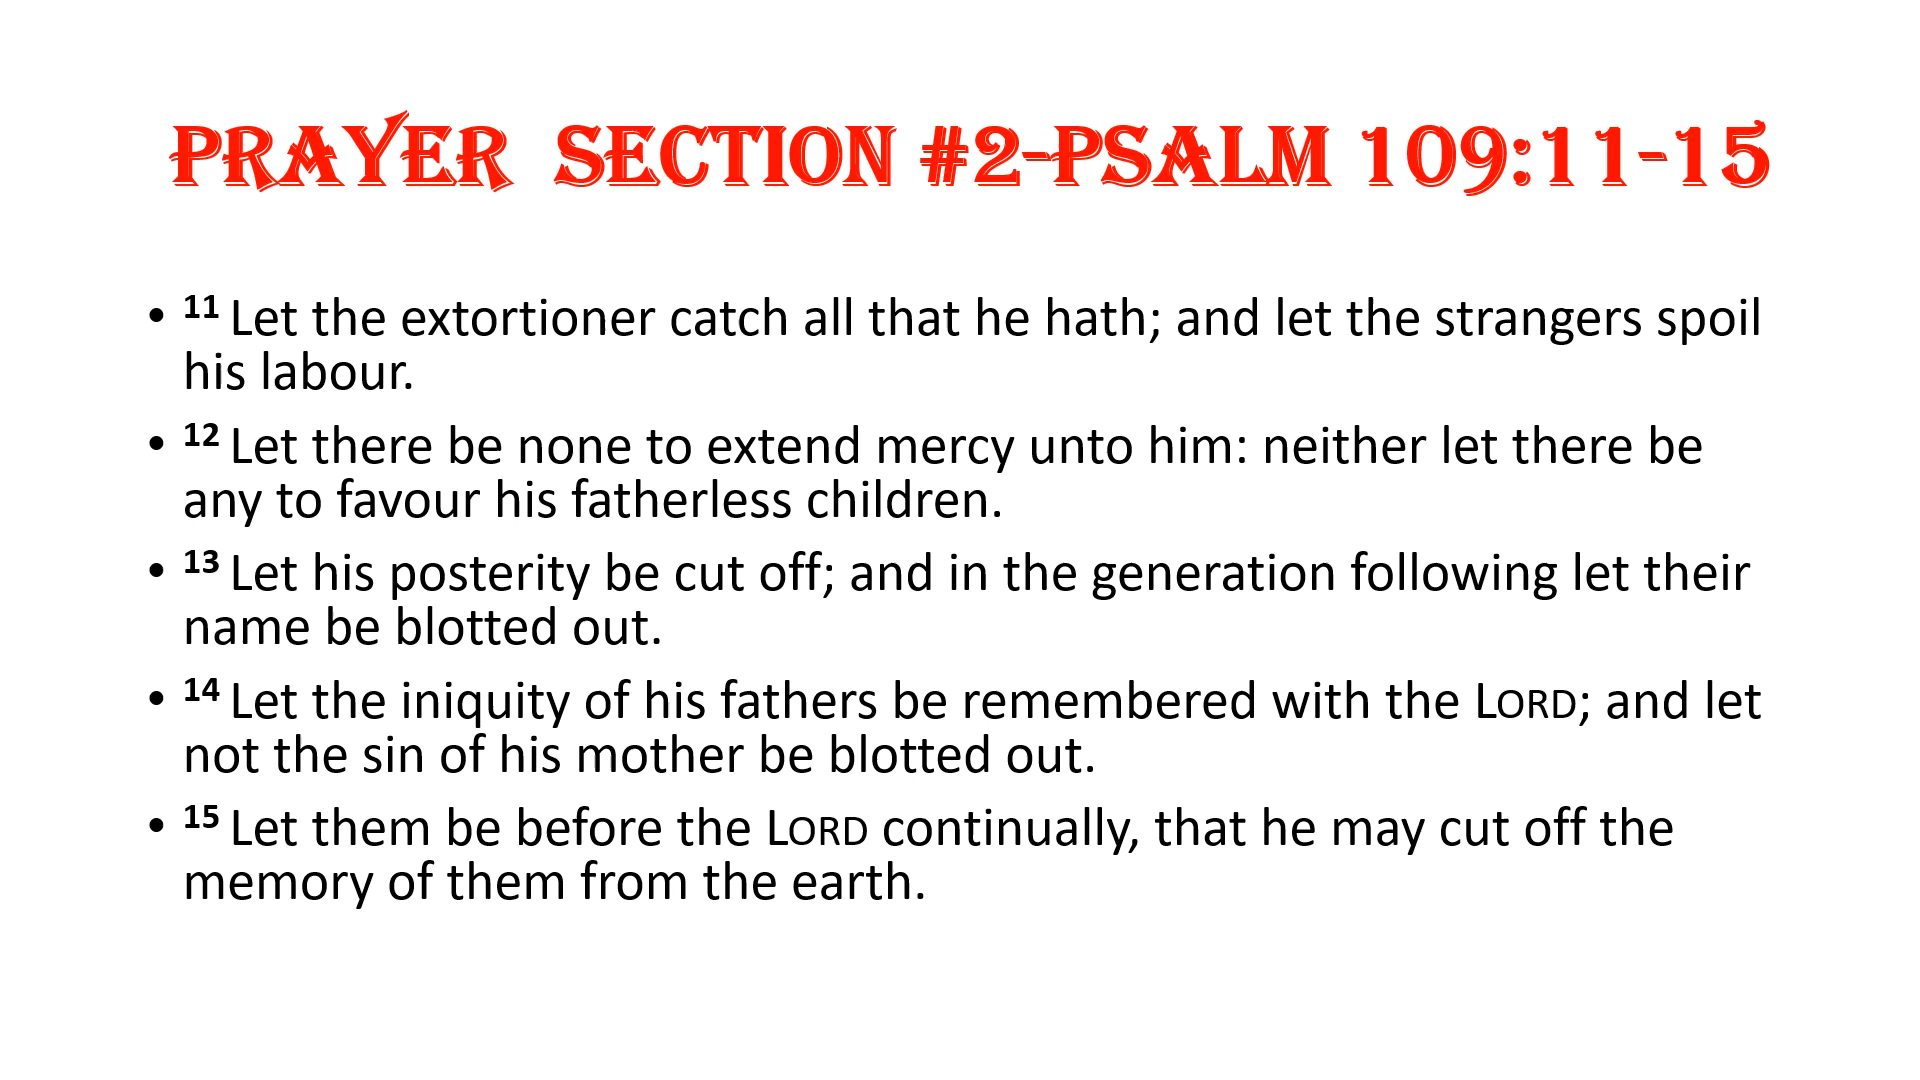 PRAYER SECTION #2-PSALM 109:11-15
• 11 Let the extortioner catch all that he hath; and let the strangers spoil
his labour.
• 12 Let there be none to extend mercy unto him: neither let there be
any to favour his fatherless children.
• 13 Let his posterity be cut off; and in the generation following let their
name be blotted out.
• 14 Let the iniquity of his fathers be remembered with the LORD; and let
not the sin of his mother be blotted out.
• 15 Let them be before the LORD continually, that he may cut off the
memory of them from the earth.